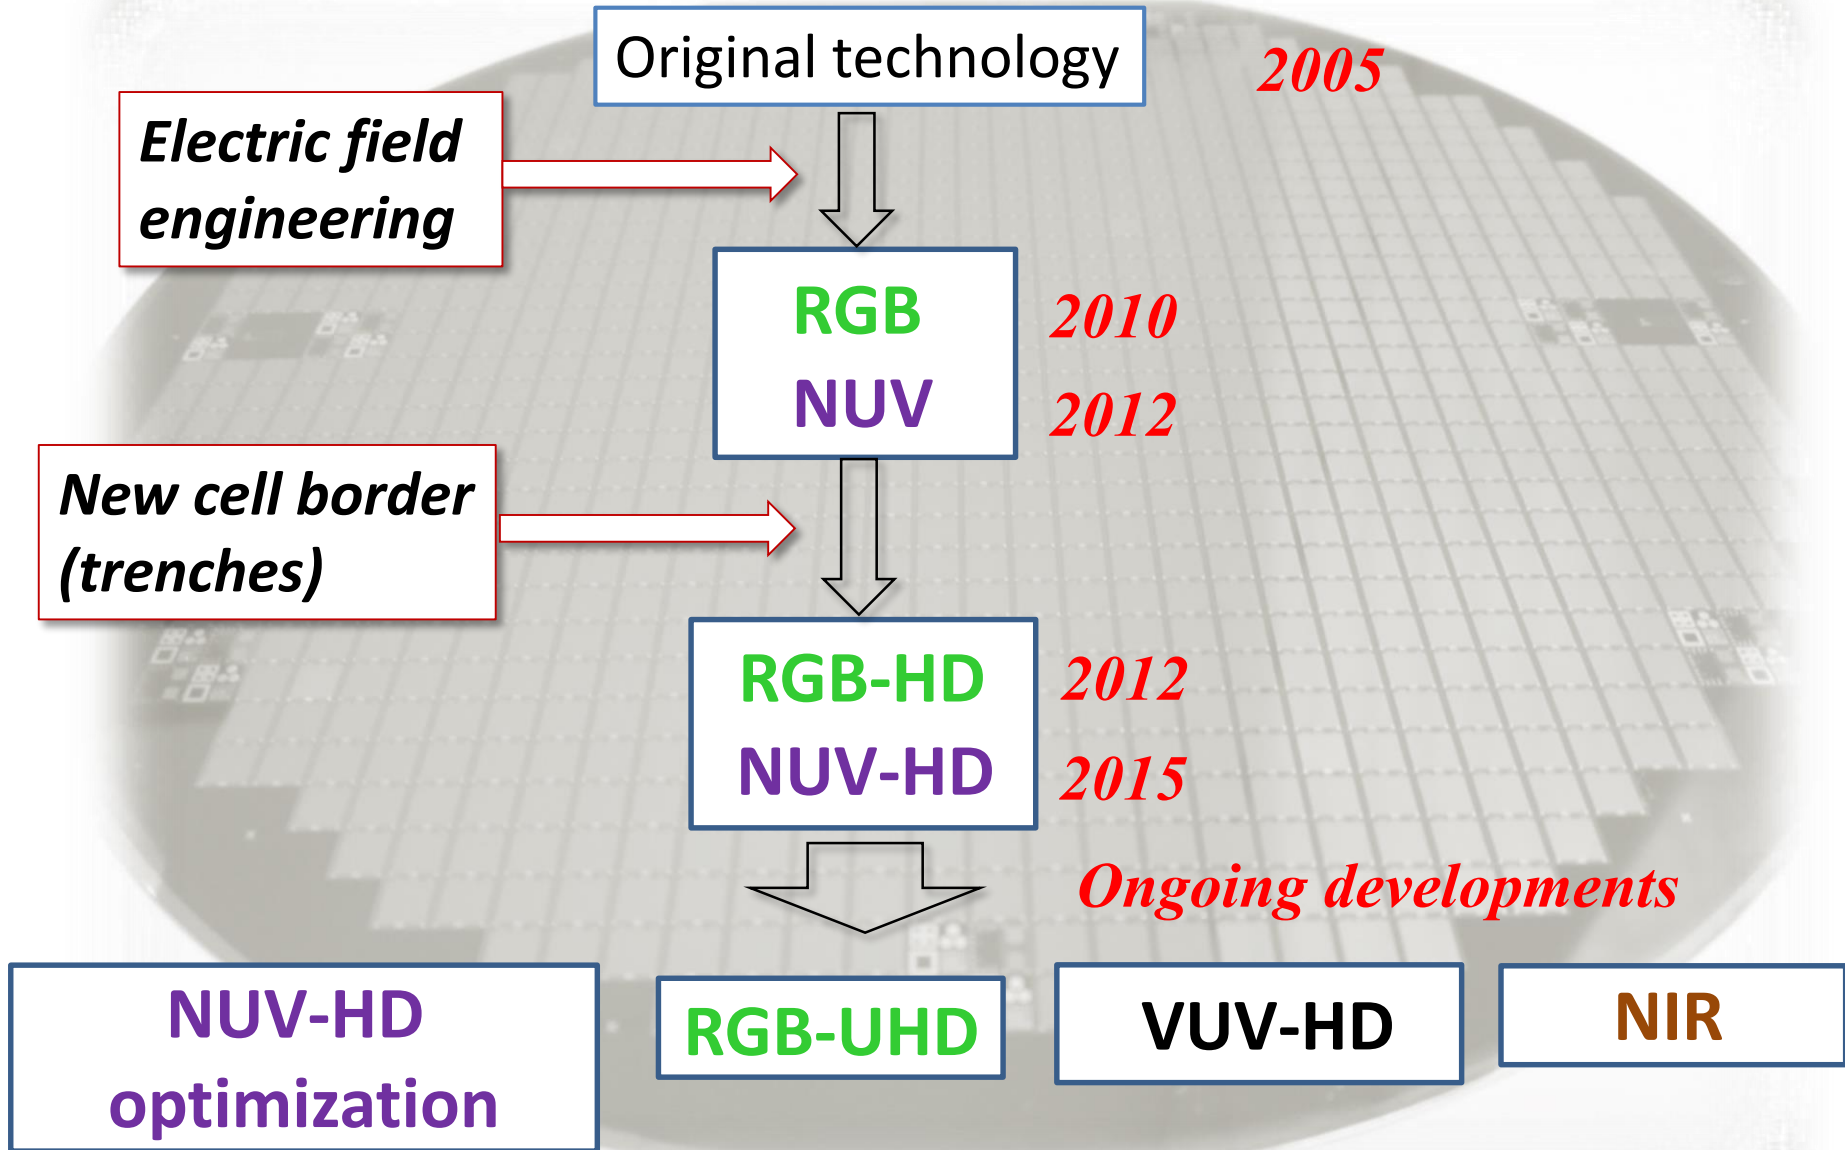 Original technology
2005
Electric field
engineering
RGB
2010
NUV
2012
New cell border
(trenches)
RGB-HD
2012
NUV-HD
2015
Ongoing developments
NUV-HD
optimization
RGB-UHD
VUV-HD
NIR